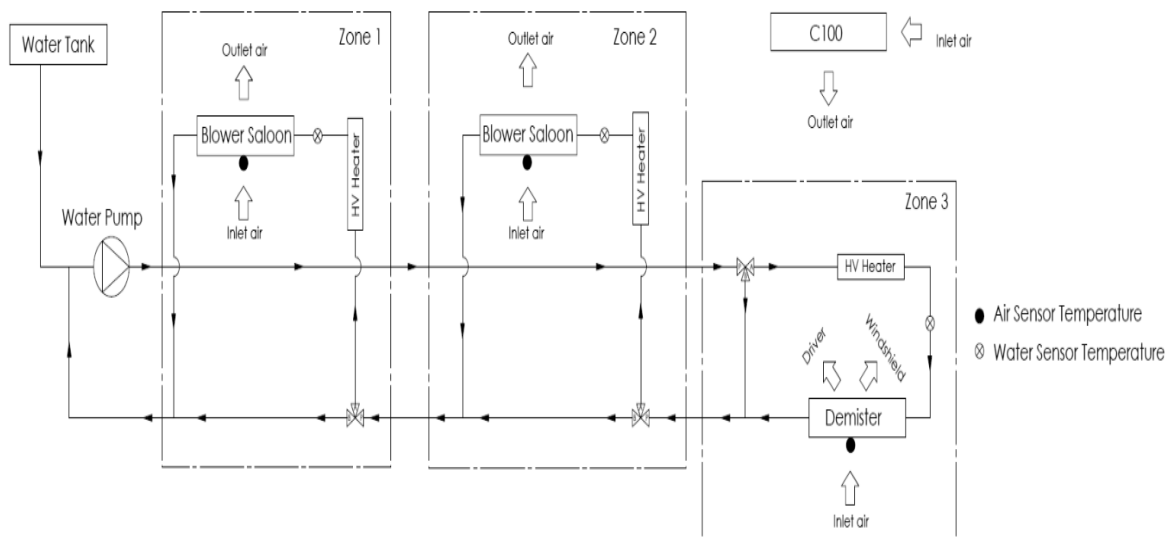 Water Tank
Zone 1
Outlet air
Blower Saloon
HV Heater
Inlet air
Zone 2
Outlet air
Blower Saloon
HV Heater
Inlet air
C100
Inlet air
Outlet air
Water Pump
Zone 3
HV Heater
Driver
Windshield
Demister
Inlet air
Air Sensor Temperature
Water Sensor Temperature